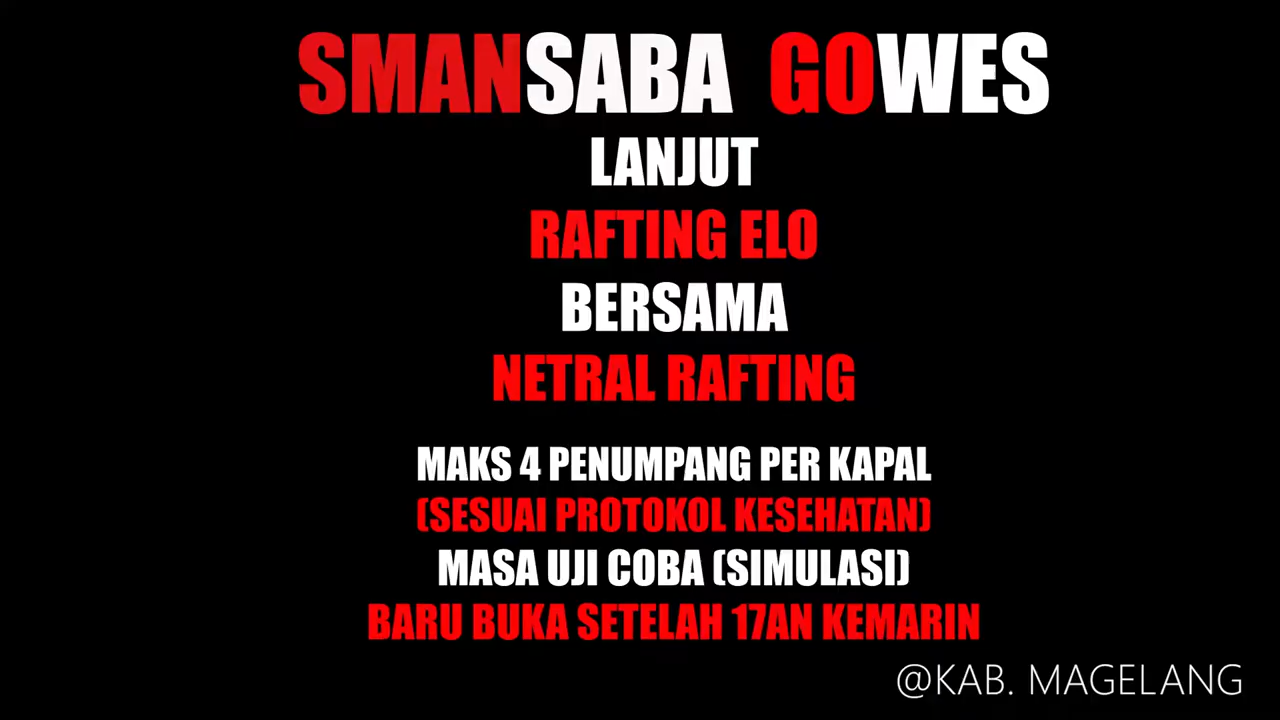 SMANSABA GOWES
LANJUT
RAFTING ELO
BERSAMA
NETRAL RAFTING
MAKS 4 PENUMPANG PER KAPAL
(SESUAI PROTOKOL KESEHATAN)
MASA UJI COBA (SIMULASI)
BARU BUKA SETELAH 17AN KEMARIN
@KAB. MAGELANG